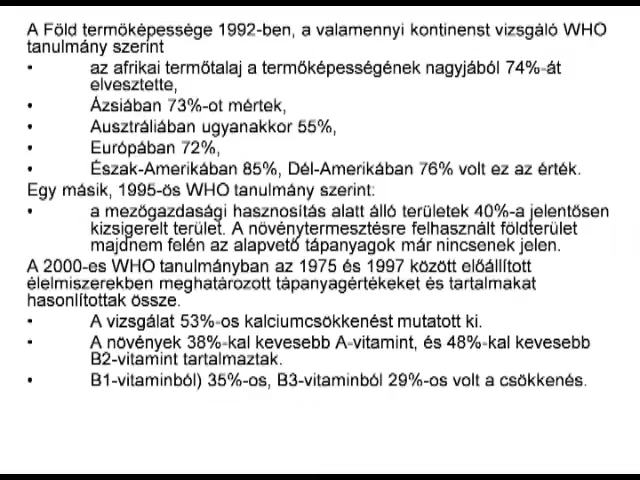 A Föld termőképessége 1992-ben, a valamennyi kontinenst vizsgáló WHO
tanulmány szerint
• az afrikai termőtalaj a termőképességének nagyjából 74%-át
elvesztette,
• Ázsiában 73%-ot mértek,
• Ausztráliában ugyanakkor 55%,
• Európában 72%,
• Észak-Amerikában 85%, Dél-Amerikában 76% volt ez az érték.
Egy másik, 1995-ös WHO tanulmány szerint:
• a mezőgazdasági hasznosítás alatt álló területek 40%-a jelentősen
kizsigerelt terület. A növénytermesztésre felhasznált földterület
majdnem felén az alapvető tápanyagok már nincsenek jelen.
A 2000-es WHO tanulmányban az 1975 és 1997 között előállított
élelmiszerekben meghatározott tápanyagértékeket és tartalmakat
hasonlítottak össze.
• A vizsgálat 53%-os kalciumcsökkenést mutatott ki.
• A növények 38%-kal kevesebb A-vitamint, és 48%-kal kevesebb
B2-vitamint tartalmaztak.
• B1-vitaminból) 35%-os, B3-vitaminból 29%-os volt a csökkenés.